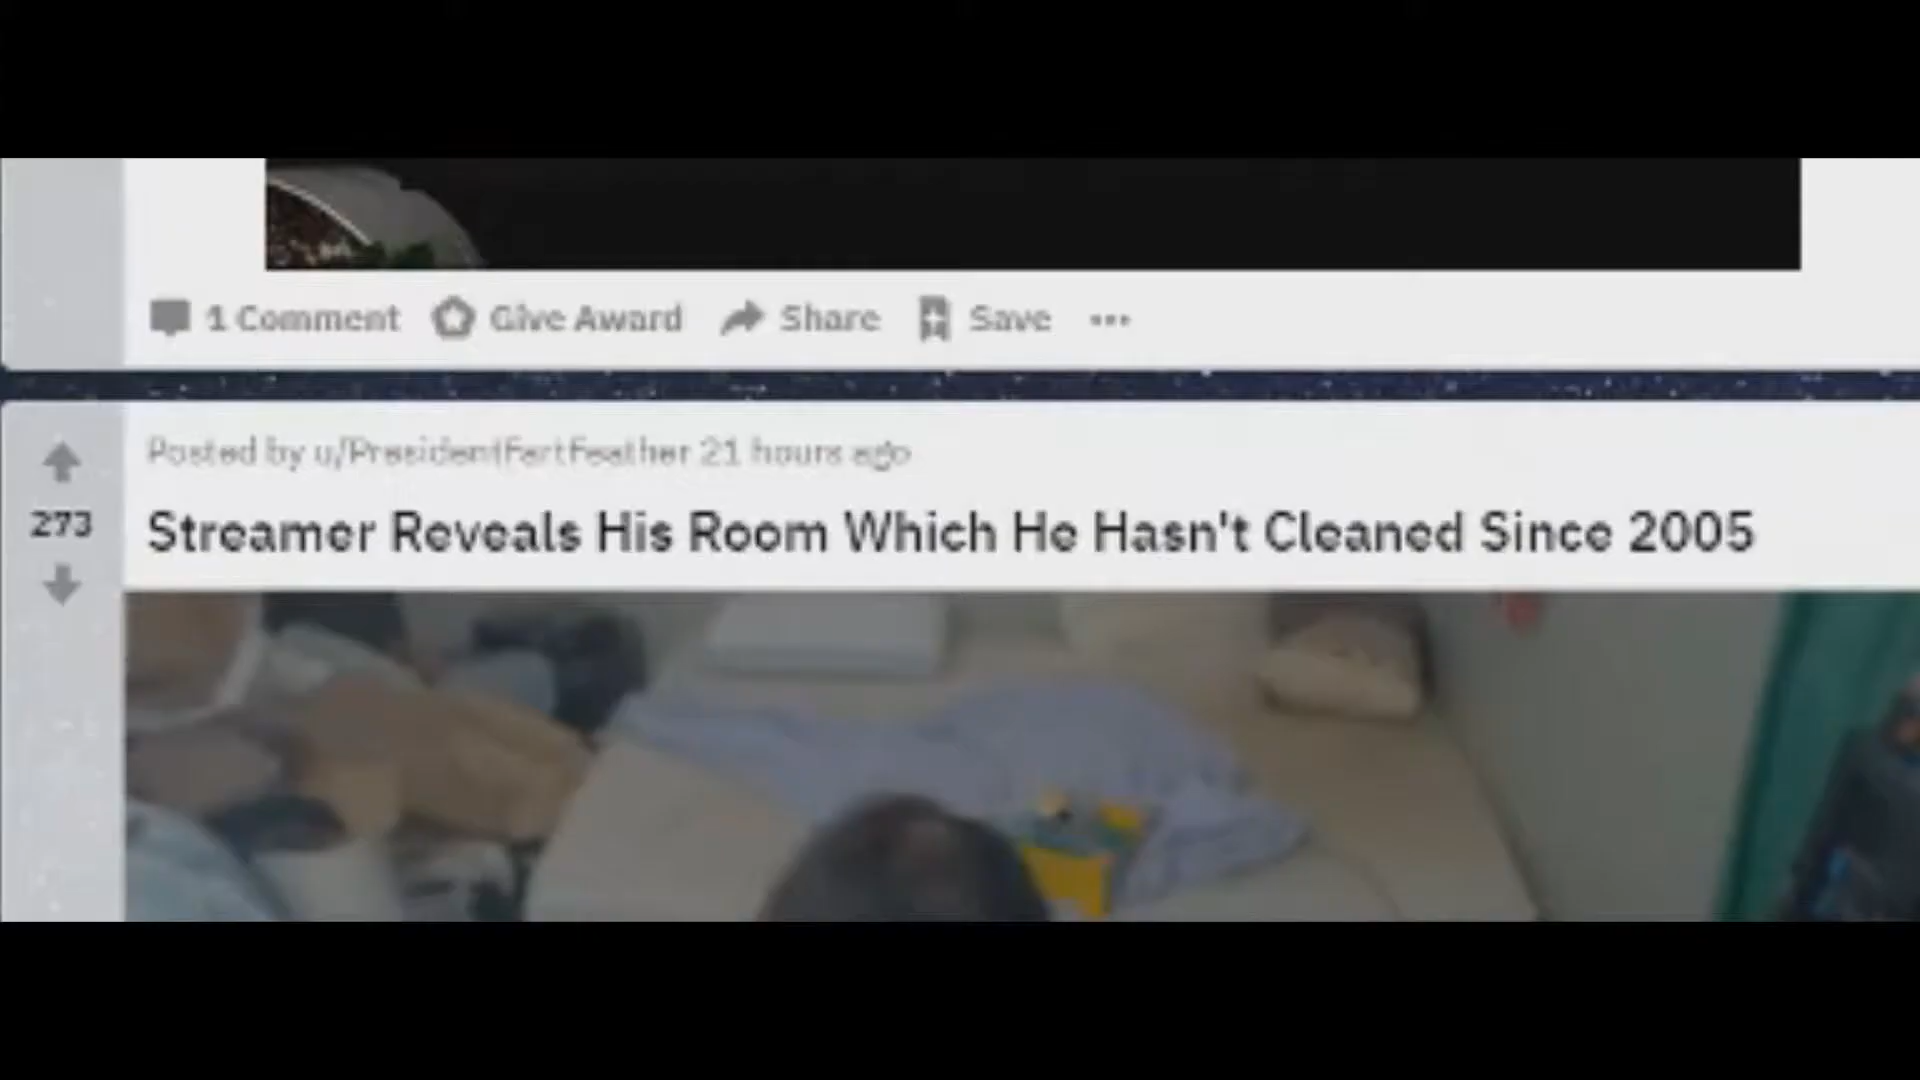 1 Comment Give Award Share Save ...
Posted by u/PresidentFartFeather 21 hours ago
273
Streamer Reveals His Room Which He Hasn't Cleaned Since 2005